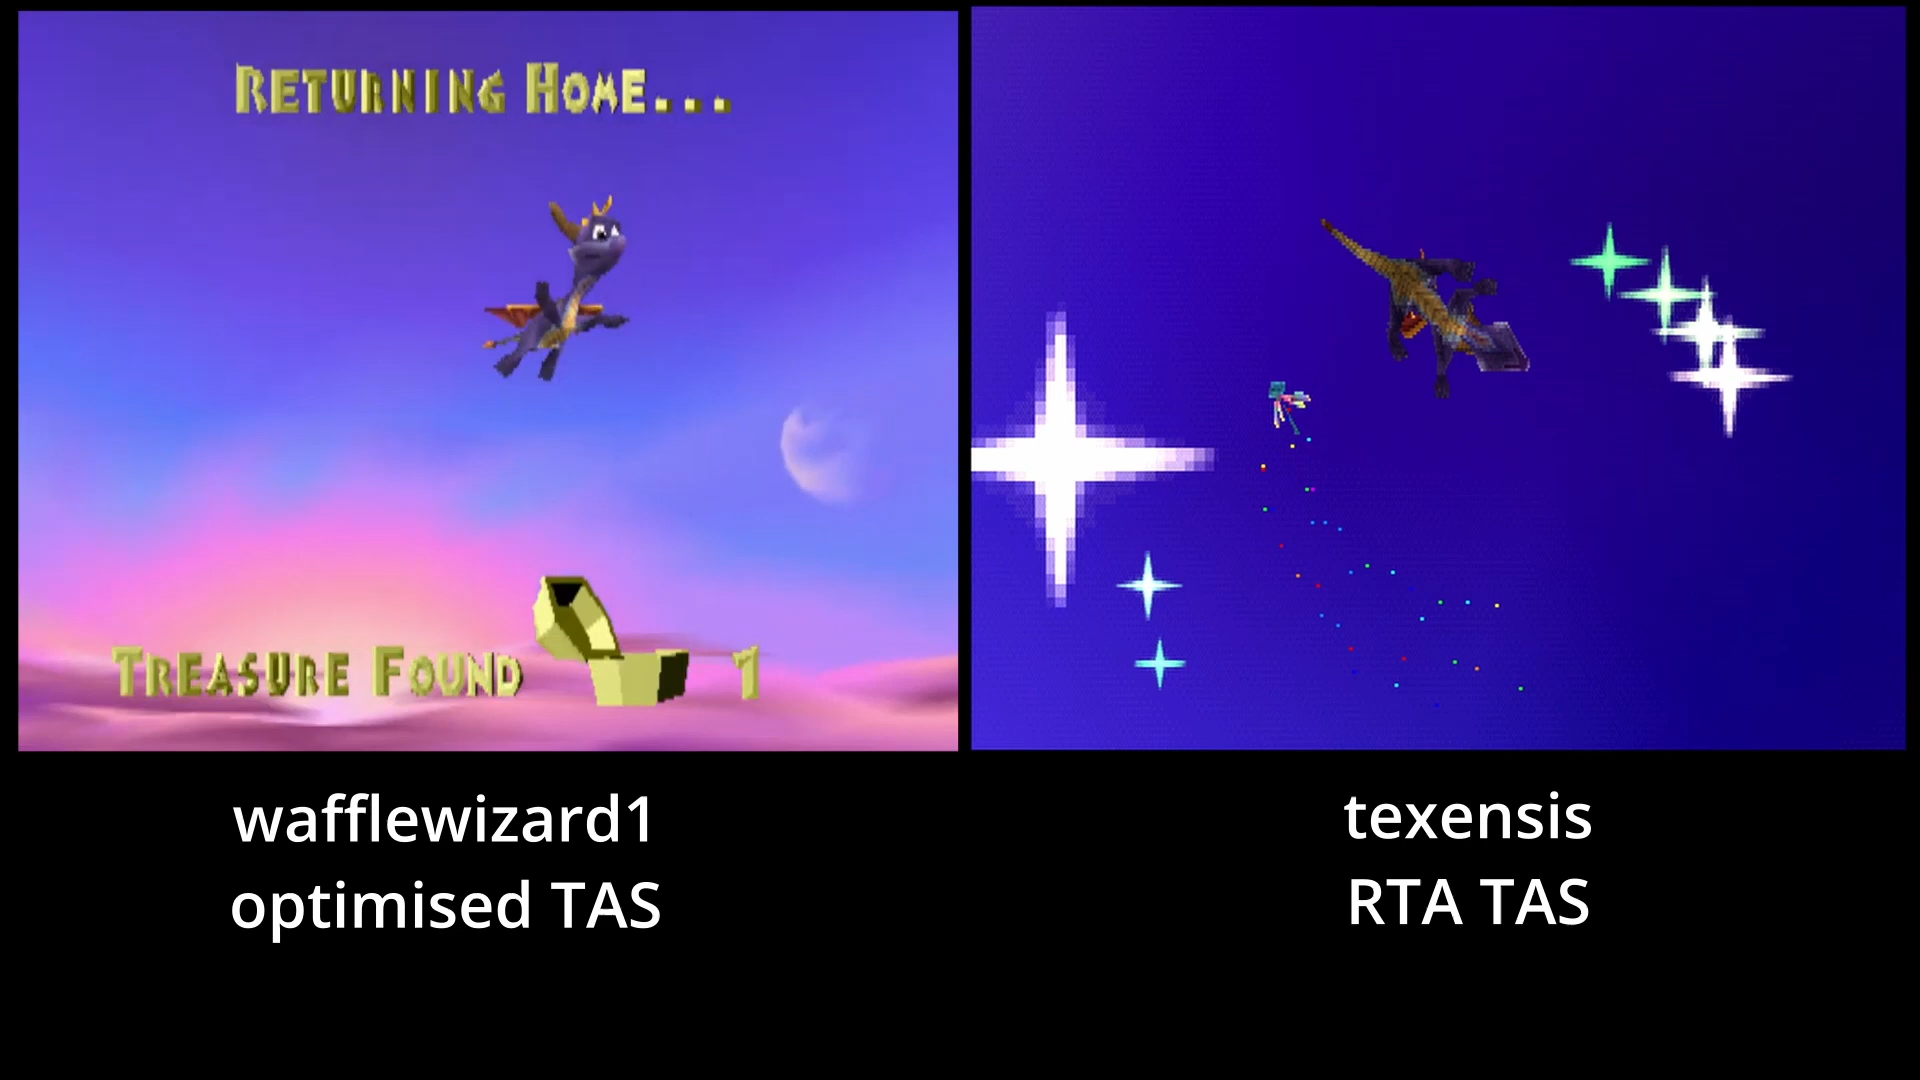 Returning Home...
Treasure Found 1
wafflewizard1
optimised TAS
texensis
RTA TAS